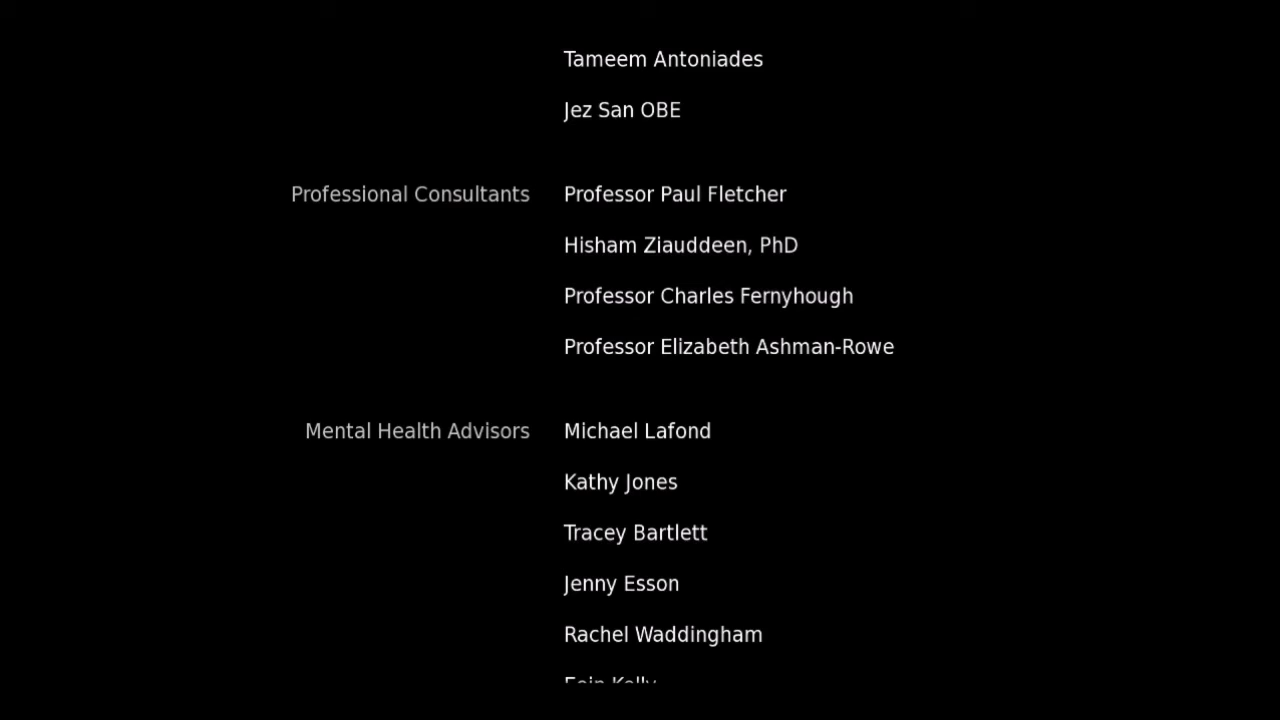 Tameem Antoniades
Jez San OBE
Professional Consultants Professor Paul Fletcher
Hisham Ziauddeen, PhD
Professor Charles Fernyhough
Professor Elizabeth Ashman-Rowe
Mental Health Advisors Michael Lafond
Kathy Jones
Tracey Bartlett
Jenny Esson
Rachel Waddingham